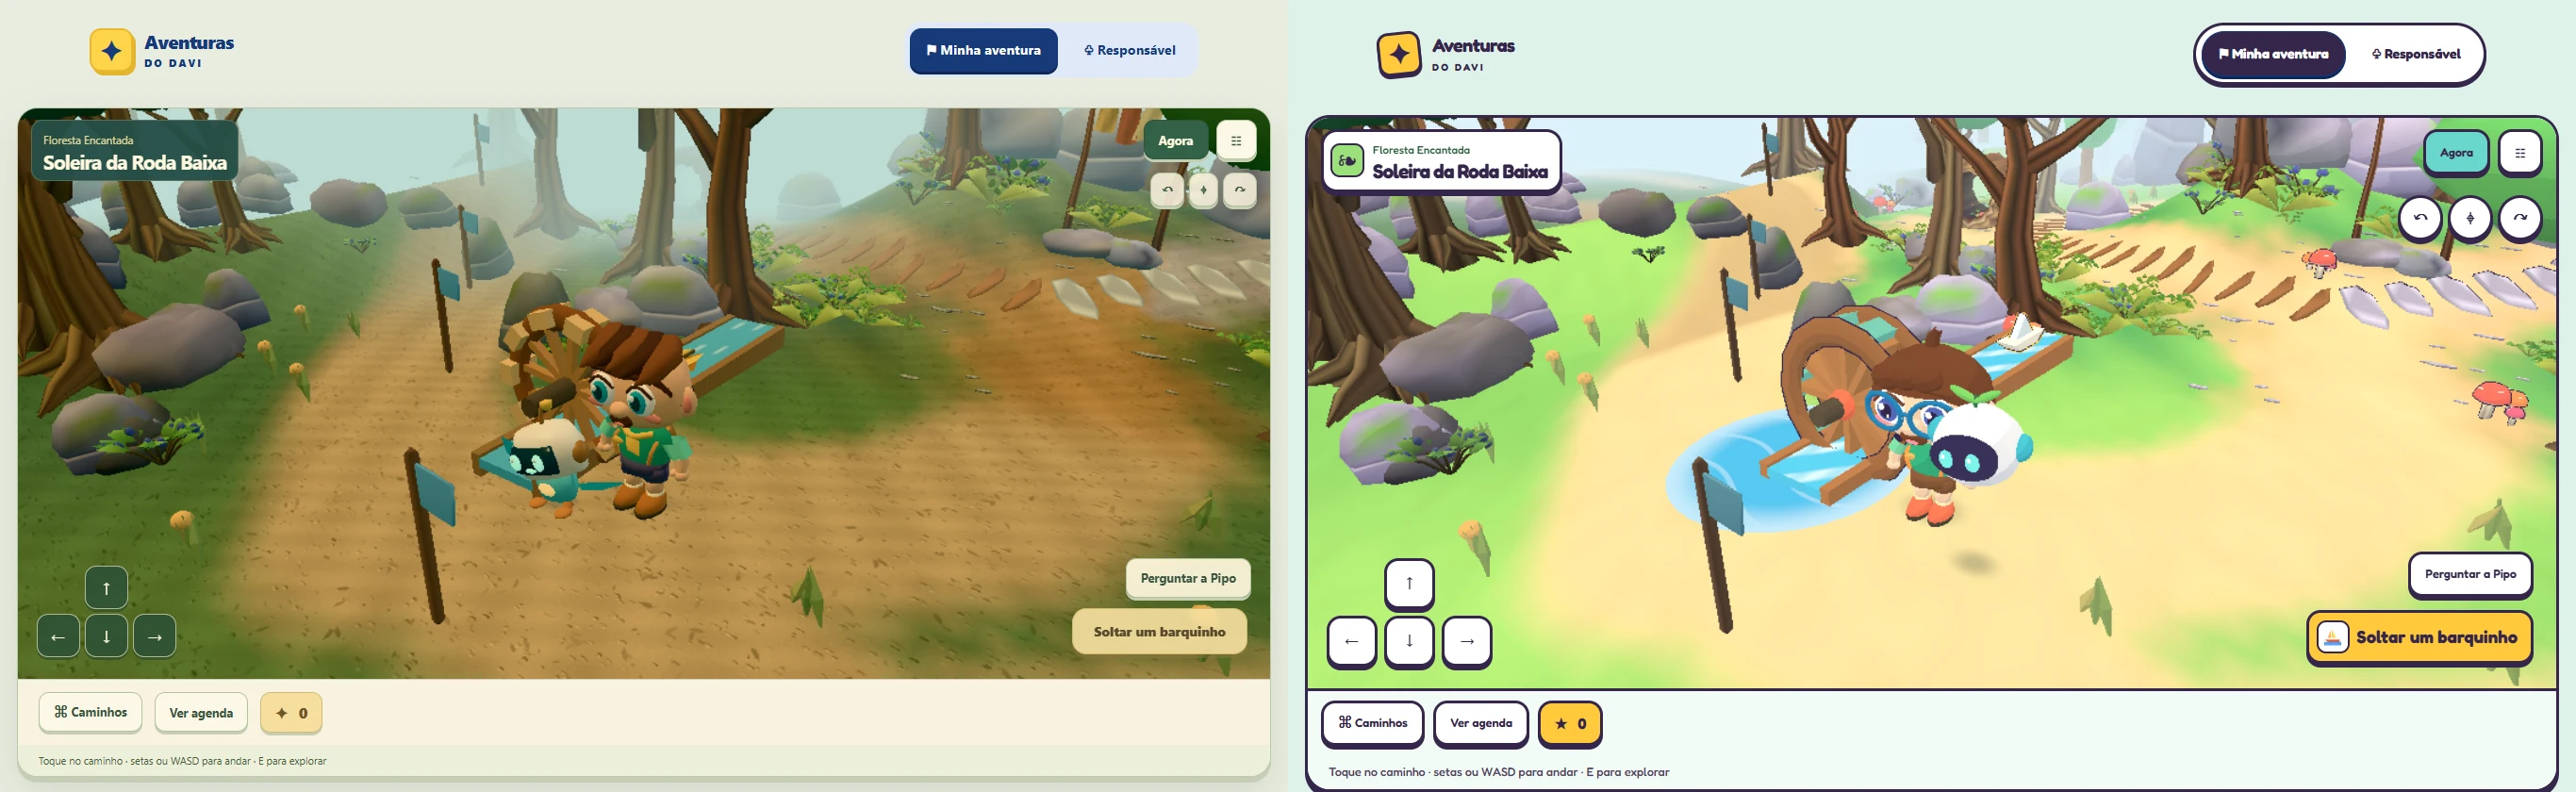 Aventuras
DO DAVI
Minha aventura
Responsável
Floresta Encantada
Soleira da Roda Baixa
Agora
Perguntar a Pipo
Soltar um barquinho
Caminhos
Ver agenda
0
Toque no caminho · setas ou WASD para andar · E para explorar
Aventuras
DO DAVI
Minha aventura
Responsável
Floresta Encantada
Soleira da Roda Baixa
Agora
Perguntar a Pipo
Soltar um barquinho
Caminhos
Ver agenda
0
Toque no caminho · setas ou WASD para andar · E para explorar